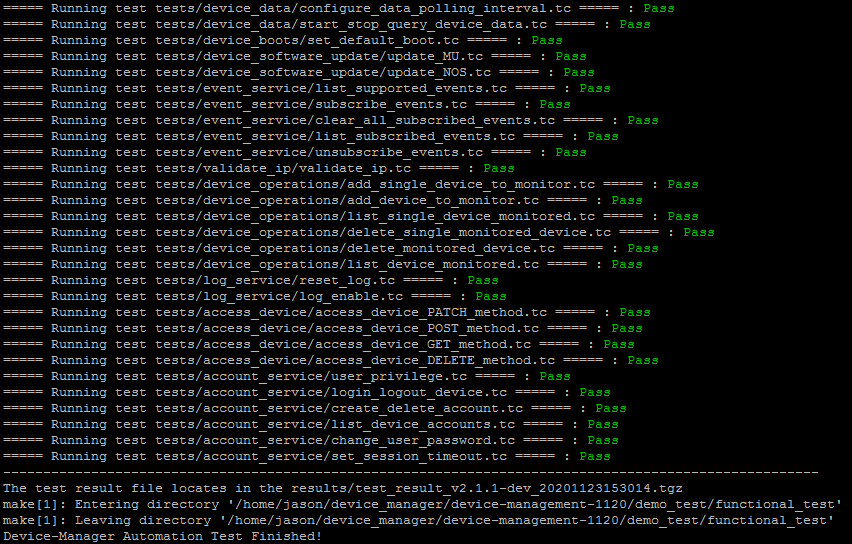 ===== Running test tests/device_data/configure_data_polling_interval.tc ===== : Pass
===== Running test tests/device_data/start_stop_query_device_data.tc ===== : Pass
===== Running test tests/device_boots/set_default_boot.tc ===== : Pass
===== Running test tests/device_software_update/update_MU.tc ===== : Pass
===== Running test tests/device_software_update/update_NOS.tc ===== : Pass
===== Running test tests/event_service/list_supported_events.tc ===== : Pass
===== Running test tests/event_service/subscribe_events.tc ===== : Pass
===== Running test tests/event_service/clear_all_subscribed_events.tc ===== : Pass
===== Running test tests/event_service/list_subscribed_events.tc ===== : Pass
===== Running test tests/event_service/unsubscribe_events.tc ===== : Pass
===== Running test tests/validate_ip/validate_ip.tc ===== : Pass
===== Running test tests/device_operations/add_single_device_to_monitor.tc ===== : Pass
===== Running test tests/device_operations/add_device_to_monitor.tc ===== : Pass
===== Running test tests/device_operations/list_single_device_monitored.tc ===== : Pass
===== Running test tests/device_operations/delete_single_monitored_device.tc ===== : Pass
===== Running test tests/device_operations/delete_monitored_device.tc ===== : Pass
===== Running test tests/device_operations/list_device_monitored.tc ===== : Pass
===== Running test tests/log_service/reset_log.tc ===== : Pass
===== Running test tests/log_service/log_enable.tc ===== : Pass
===== Running test tests/access_device/access_device_PATCH_method.tc ===== : Pass
===== Running test tests/access_device/access_device_POST_method.tc ===== : Pass
===== Running test tests/access_device/access_device_GET_method.tc ===== : Pass
===== Running test tests/access_device/access_device_DELETE_method.tc ===== : Pass
===== Running test tests/account_service/user_privilege.tc ===== : Pass
===== Running test tests/account_service/login_logout_device.tc ===== : Pass
===== Running test tests/account_service/create_delete_account.tc ===== : Pass
===== Running test tests/account_service/list_device_accounts.tc ===== : Pass
===== Running test tests/account_service/change_user_password.tc ===== : Pass
===== Running test tests/account_service/set_session_timeout.tc ===== : Pass
------------------------------------------------------------------------------------------------------
The test result file locates in the results/test_result_v2.1.1-dev_20201123153014.tgz
make[1]: Entering directory '/home/jason/device_manager/device-management-1120/demo_test/functional_test'
make[1]: Leaving directory '/home/jason/device_manager/device-management-1120/demo_test/functional_test'
Device-Manager Automation Test Finished!